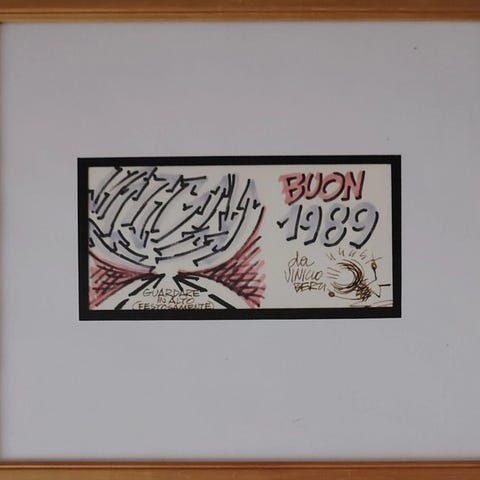 BUON
1989
da
VINICIO
BERTI
GUARDARE
IN ALTO
(FESTOSAMENTE)